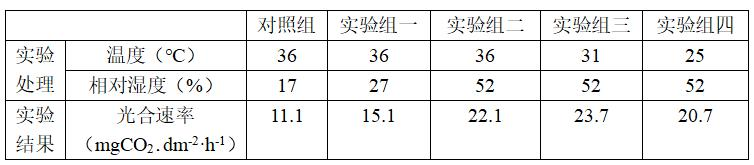 对照组 实验组一 实验组二 实验组三 实验组四
实验处理 温度（℃） 36 36 36 31 25
相对湿度（%） 17 27 52 52 52
实验结果 光合速率 11.1 15.1 22.1 23.7 20.7
（mgCO₂.dm⁻²·h⁻¹）